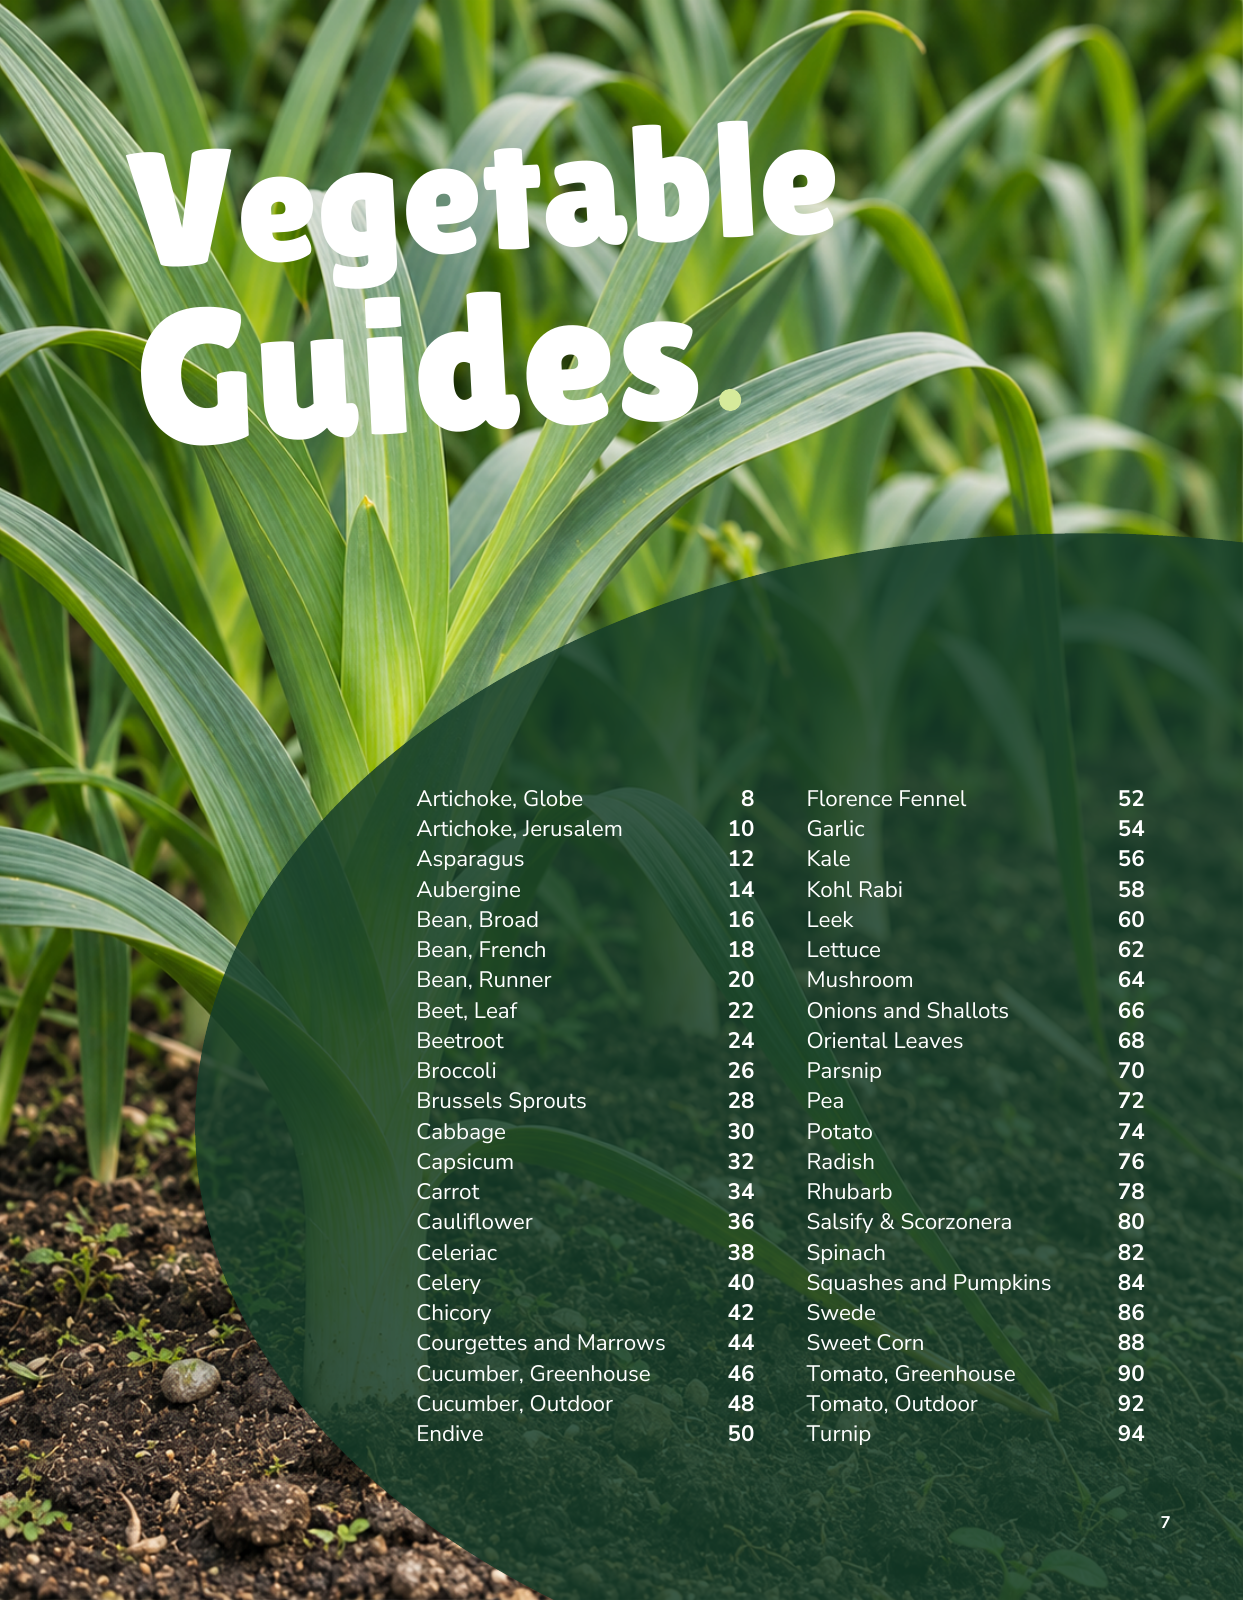 Vegetable
Guides.
Artichoke, Globe 8
Artichoke, Jerusalem 10
Asparagus 12
Aubergine 14
Bean, Broad 16
Bean, French 18
Bean, Runner 20
Beet, Leaf 22
Beetroot 24
Broccoli 26
Brussels Sprouts 28
Cabbage 30
Capsicum 32
Carrot 34
Cauliflower 36
Celeriac 38
Celery 40
Chicory 42
Courgettes and Marrows 44
Cucumber, Greenhouse 46
Cucumber, Outdoor 48
Endive 50
Florence Fennel 52
Garlic 54
Kale 56
Kohl Rabi 58
Leek 60
Lettuce 62
Mushroom 64
Onions and Shallots 66
Oriental Leaves 68
Parsnip 70
Pea 72
Potato 74
Radish 76
Rhubarb 78
Salsify & Scorzonera 80
Spinach 82
Squashes and Pumpkins 84
Swede 86
Sweet Corn 88
Tomato, Greenhouse 90
Tomato, Outdoor 92
Turnip 94
7